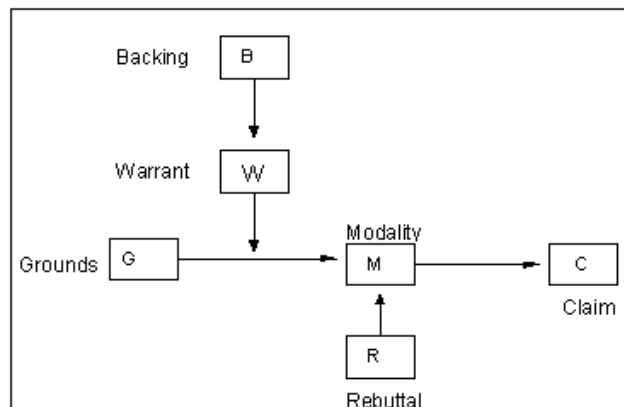 Backing B
Warrant W
Modality
Grounds G M C
Claim
R
Rebuttal